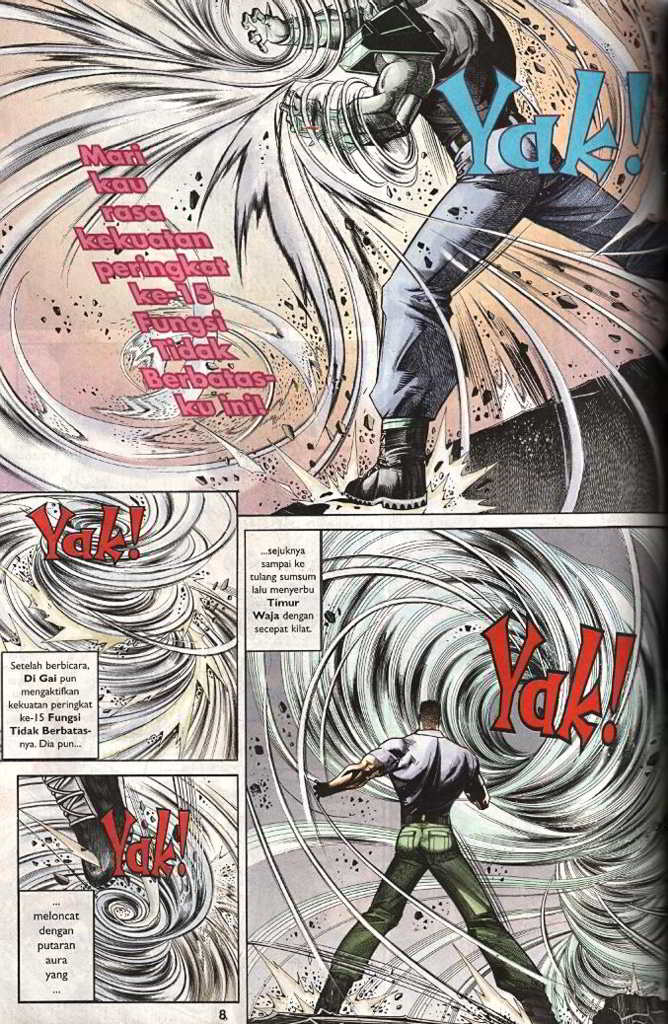 Yak!
Mari
kau
rasa
kekuatan
peringkat
ke-15
Fungsi
Tidak
Berbatas-
ku ini!
Yak!
Setelah berbicara,
Di Gai pun
mengaktifkan
kekuatan peringkat
ke-15 Fungsi
Tidak Berbatas-
nya. Dia pun...
Yak!
...
meloncat
dengan
putaran
aura
yang
...
...sejuknya
sampai ke
tulang sumsum
lalu menyerbu
Timur
Waja dengan
secepat kilat.
Yak!
8